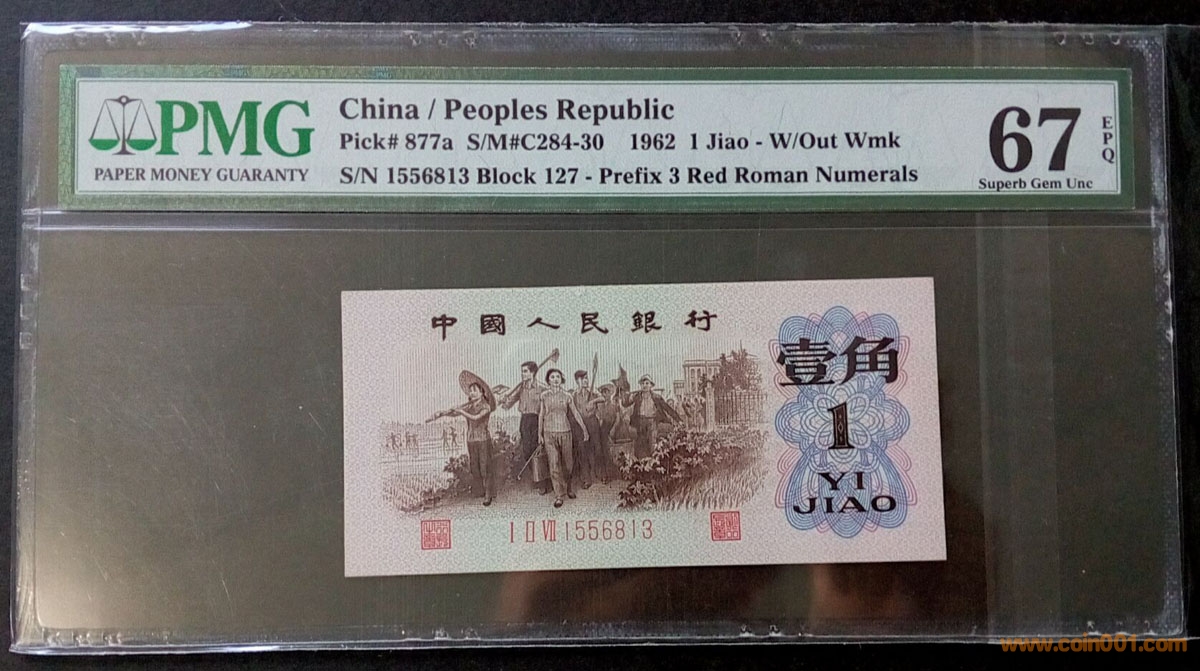 PMG
PAPER MONEY GUARANTY
China / Peoples Republic
Pick# 877a S/M#C284-30 1962 1 Jiao - W/Out Wmk
S/N 1556813 Block 127 - Prefix 3 Red Roman Numerals
67
EPQ
Superb Gem Unc
中國人民銀行
壹角
1
YI
JIAO
I II VII 1556813
www.coin001.com